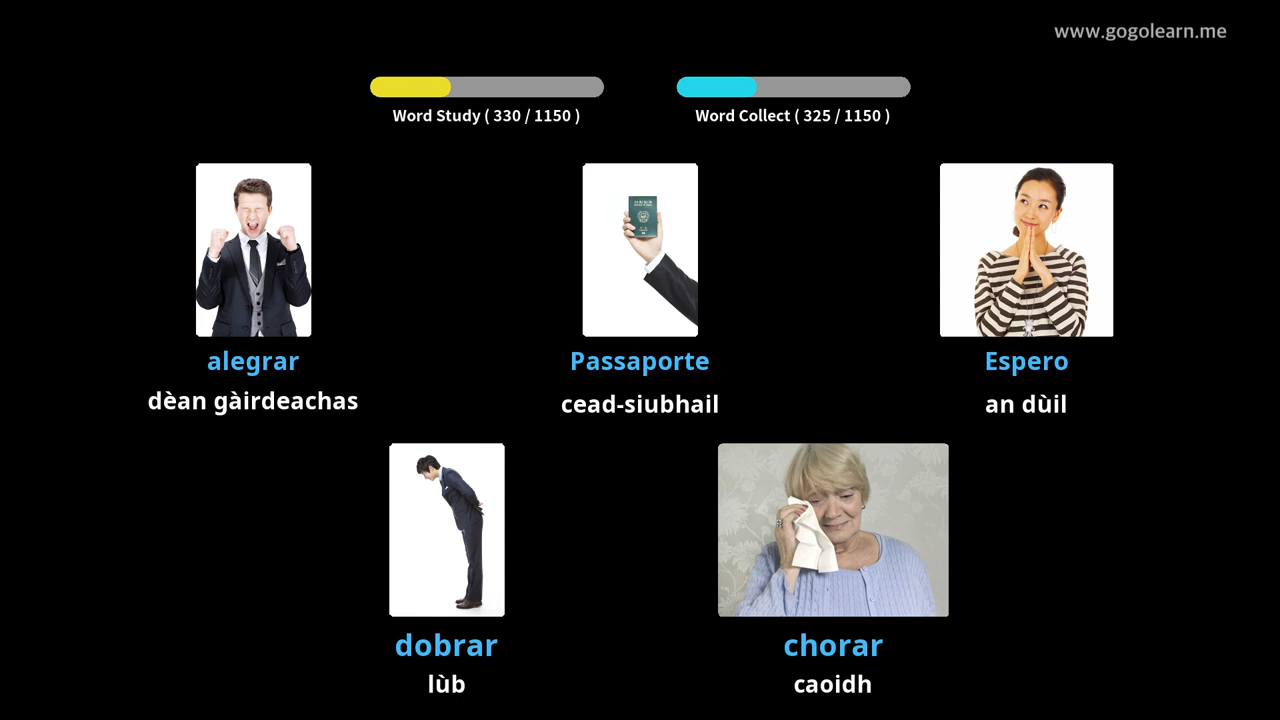 www.gogolearn.me
Word Study ( 330 / 1150 )
Word Collect ( 325 / 1150 )
alegrar
dèan gàirdeachas
Passaporte
cead-siubhail
Espero
an dùil
dobrar
lùb
chorar
caoidh